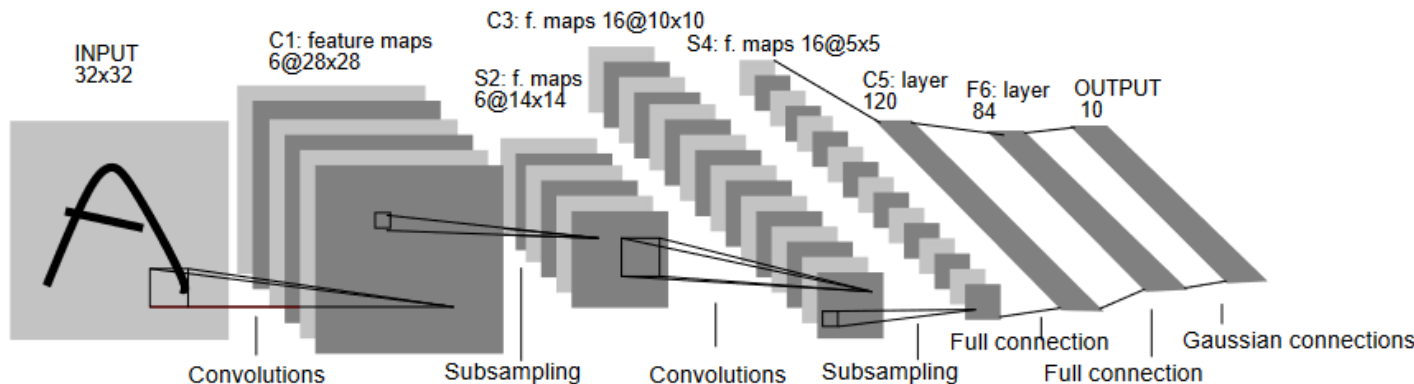 INPUT
32x32
C1: feature maps
6@28x28
S2: f. maps
6@14x14
C3: f. maps 16@10x10
S4: f. maps 16@5x5
C5: layer
120
F6: layer
84
OUTPUT
10
Convolutions
Subsampling
Convolutions
Subsampling
Full connection
Full connection
Gaussian connections